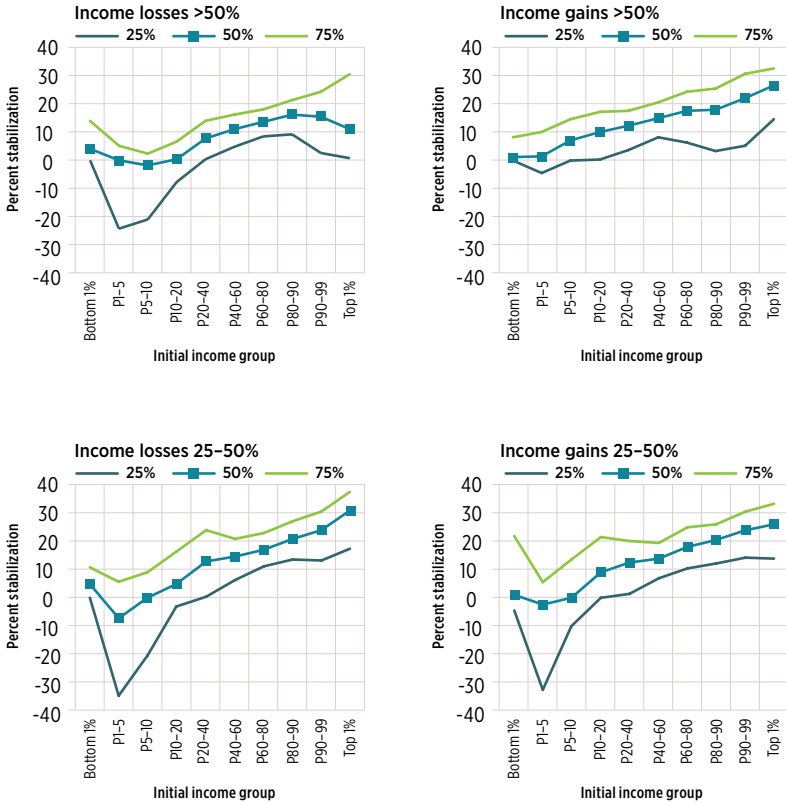 Income losses >50%
25% 50% 75%
Percent stabilization
40
30
20
10
0
-10
-20
-30
-40
Bottom 1%
P1–5
P5–10
P10–20
P20–40
P40–60
P60–80
P80–90
P90–99
Top 1%
Initial income group
Income gains >50%
25% 50% 75%
Percent stabilization
40
30
20
10
0
-10
-20
-30
-40
Bottom 1%
P1–5
P5–10
P10–20
P20–40
P40–60
P60–80
P80–90
P90–99
Top 1%
Initial income group
Income losses 25–50%
25% 50% 75%
Percent stabilization
40
30
20
10
0
-10
-20
-30
-40
Bottom 1%
P1–5
P5–10
P10–20
P20–40
P40–60
P60–80
P80–90
P90–99
Top 1%
Initial income group
Income gains 25–50%
25% 50% 75%
Percent stabilization
40
30
20
10
0
-10
-20
-30
-40
Bottom 1%
P1–5
P5–10
P10–20
P20–40
P40–60
P60–80
P80–90
P90–99
Top 1%
Initial income group